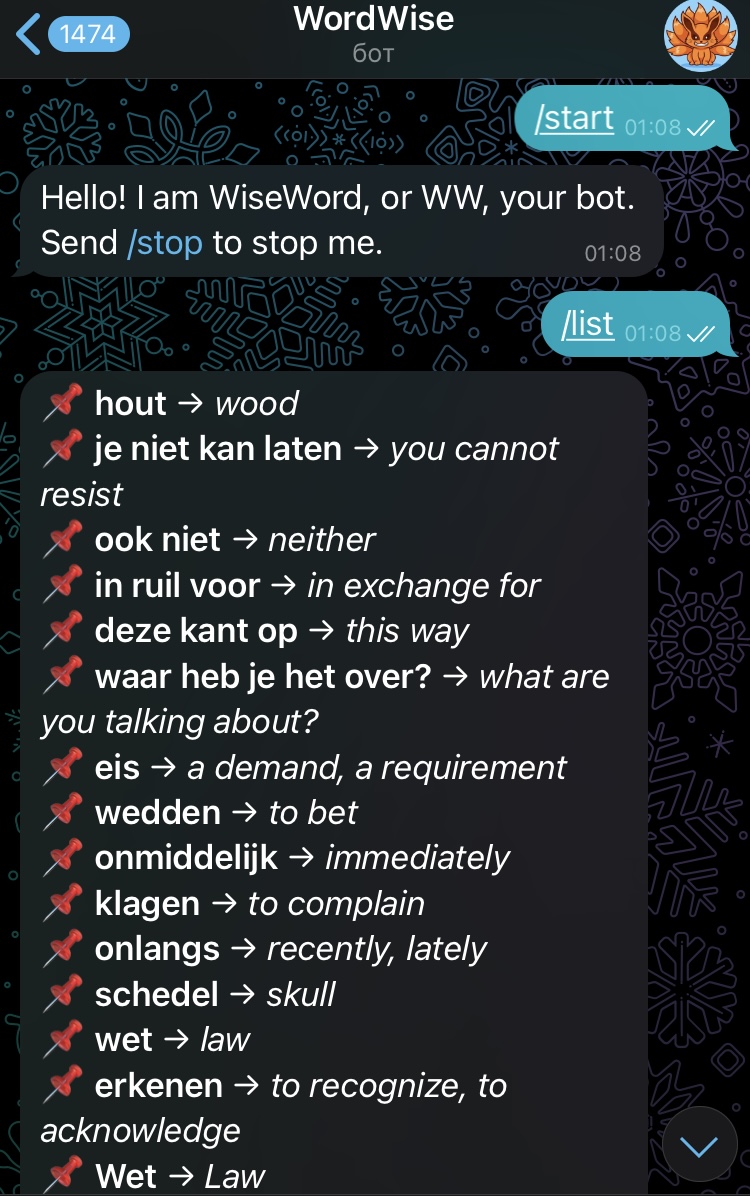 1474
WordWise
бот
/start 01:08
Hello! I am WiseWord, or WW, your bot.
Send /stop to stop me.
01:08
/list 01:08
hout → wood
je niet kan laten → you cannot
resist
ook niet → neither
in ruil voor → in exchange for
deze kant op → this way
waar heb je het over? → what are
you talking about?
eis → a demand, a requirement
wedden → to bet
onmiddelijk → immediately
klagen → to complain
onlangs → recently, lately
schedel → skull
wet → law
erkenen → to recognize, to
acknowledge
Wet → Law